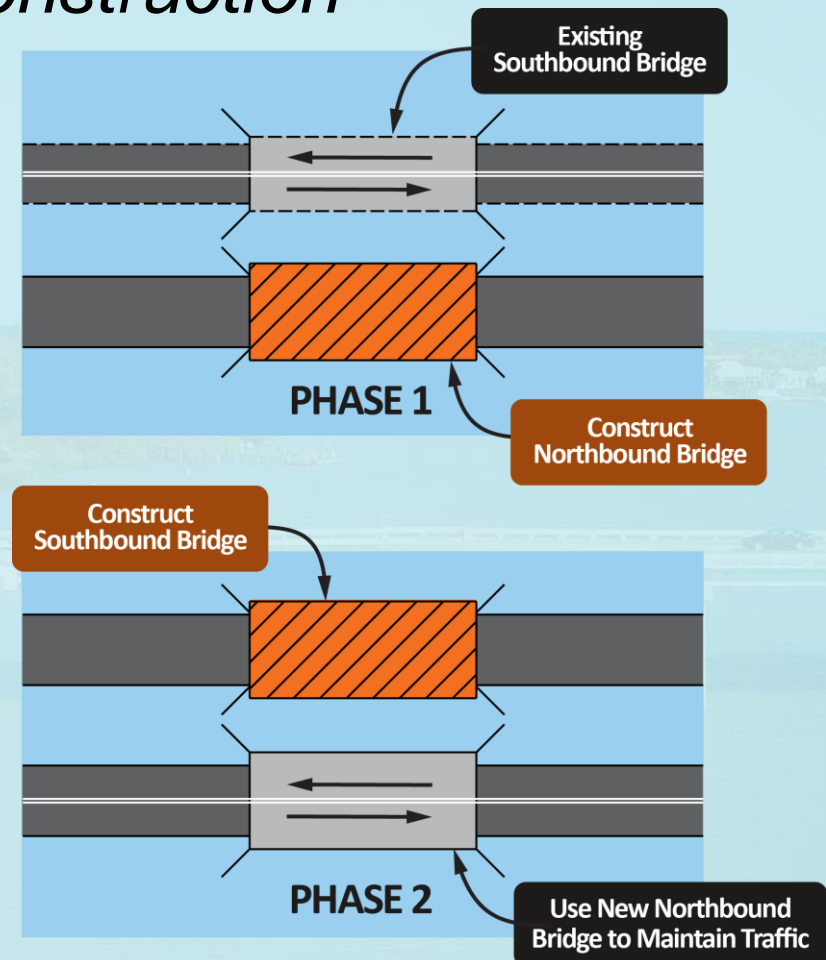 Existing
Southbound Bridge
PHASE 1
Construct
Northbound Bridge
Construct
Southbound Bridge
PHASE 2
Use New Northbound
Bridge to Maintain Traffic